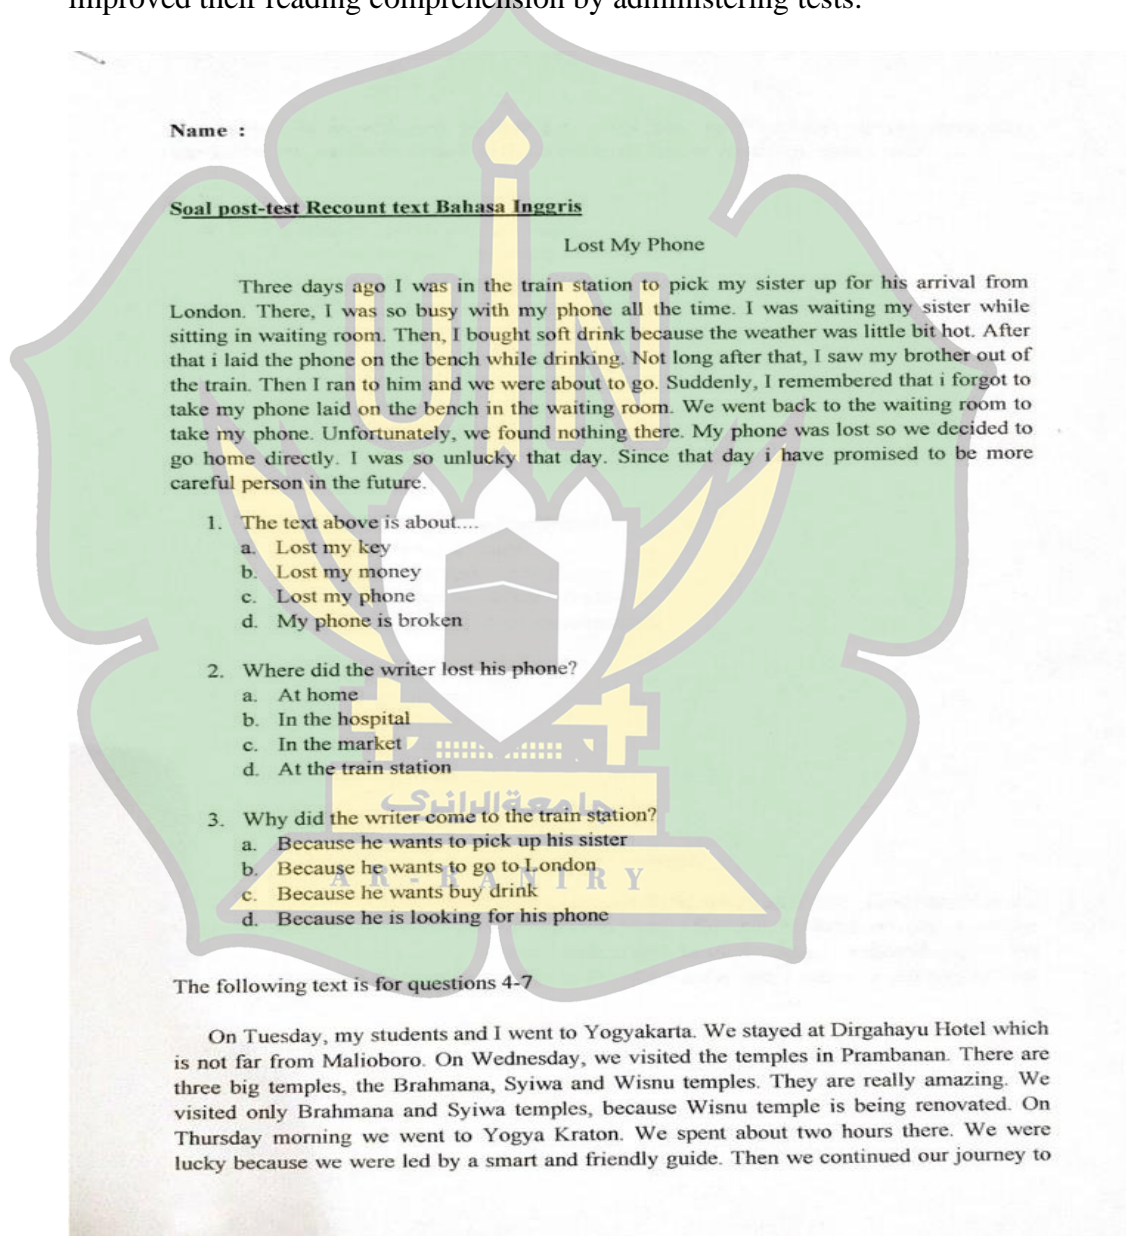 improved their reading comprehension by administering tests.
Name :
Soal post-test Recount text Bahasa Inggris
Lost My Phone
Three days ago I was in the train station to pick my sister up for his arrival from
London. There, I was so busy with my phone all the time. I was waiting my sister while
sitting in waiting room. Then, I bought soft drink because the weather was little bit hot. After
that i laid the phone on the bench while drinking. Not long after that, I saw my brother out of
the train. Then I ran to him and we were about to go. Suddenly, I remembered that i forgot to
take my phone laid on the bench in the waiting room. We went back to the waiting room to
take my phone. Unfortunately, we found nothing there. My phone was lost so we decided to
go home directly. I was so unlucky that day. Since that day i have promised to be more
careful person in the future.
1. The text above is about....
a. Lost my key
b. Lost my money
c. Lost my phone
d. My phone is broken
2. Where did the writer lost his phone?
a. At home
b. In the hospital
c. In the market
d. At the train station
جامعة الرانري
3. Why did the writer come to the train station?
a. Because he wants to pick up his sister
b. Because he wants to go to London
AR-RANIRY
c. Because he wants buy drink
d. Because he is looking for his phone
The following text is for questions 4-7
On Tuesday, my students and I went to Yogyakarta. We stayed at Dirgahayu Hotel which
is not far from Malioboro. On Wednesday, we visited the temples in Prambanan. There are
three big temples, the Brahmana, Syiwa and Wisnu temples. They are really amazing. We
visited only Brahmana and Syiwa temples, because Wisnu temple is being renovated. On
Thursday morning we went to Yogya Kraton. We spent about two hours there. We were
lucky because we were led by a smart and friendly guide. Then we continued our journey to
UIN